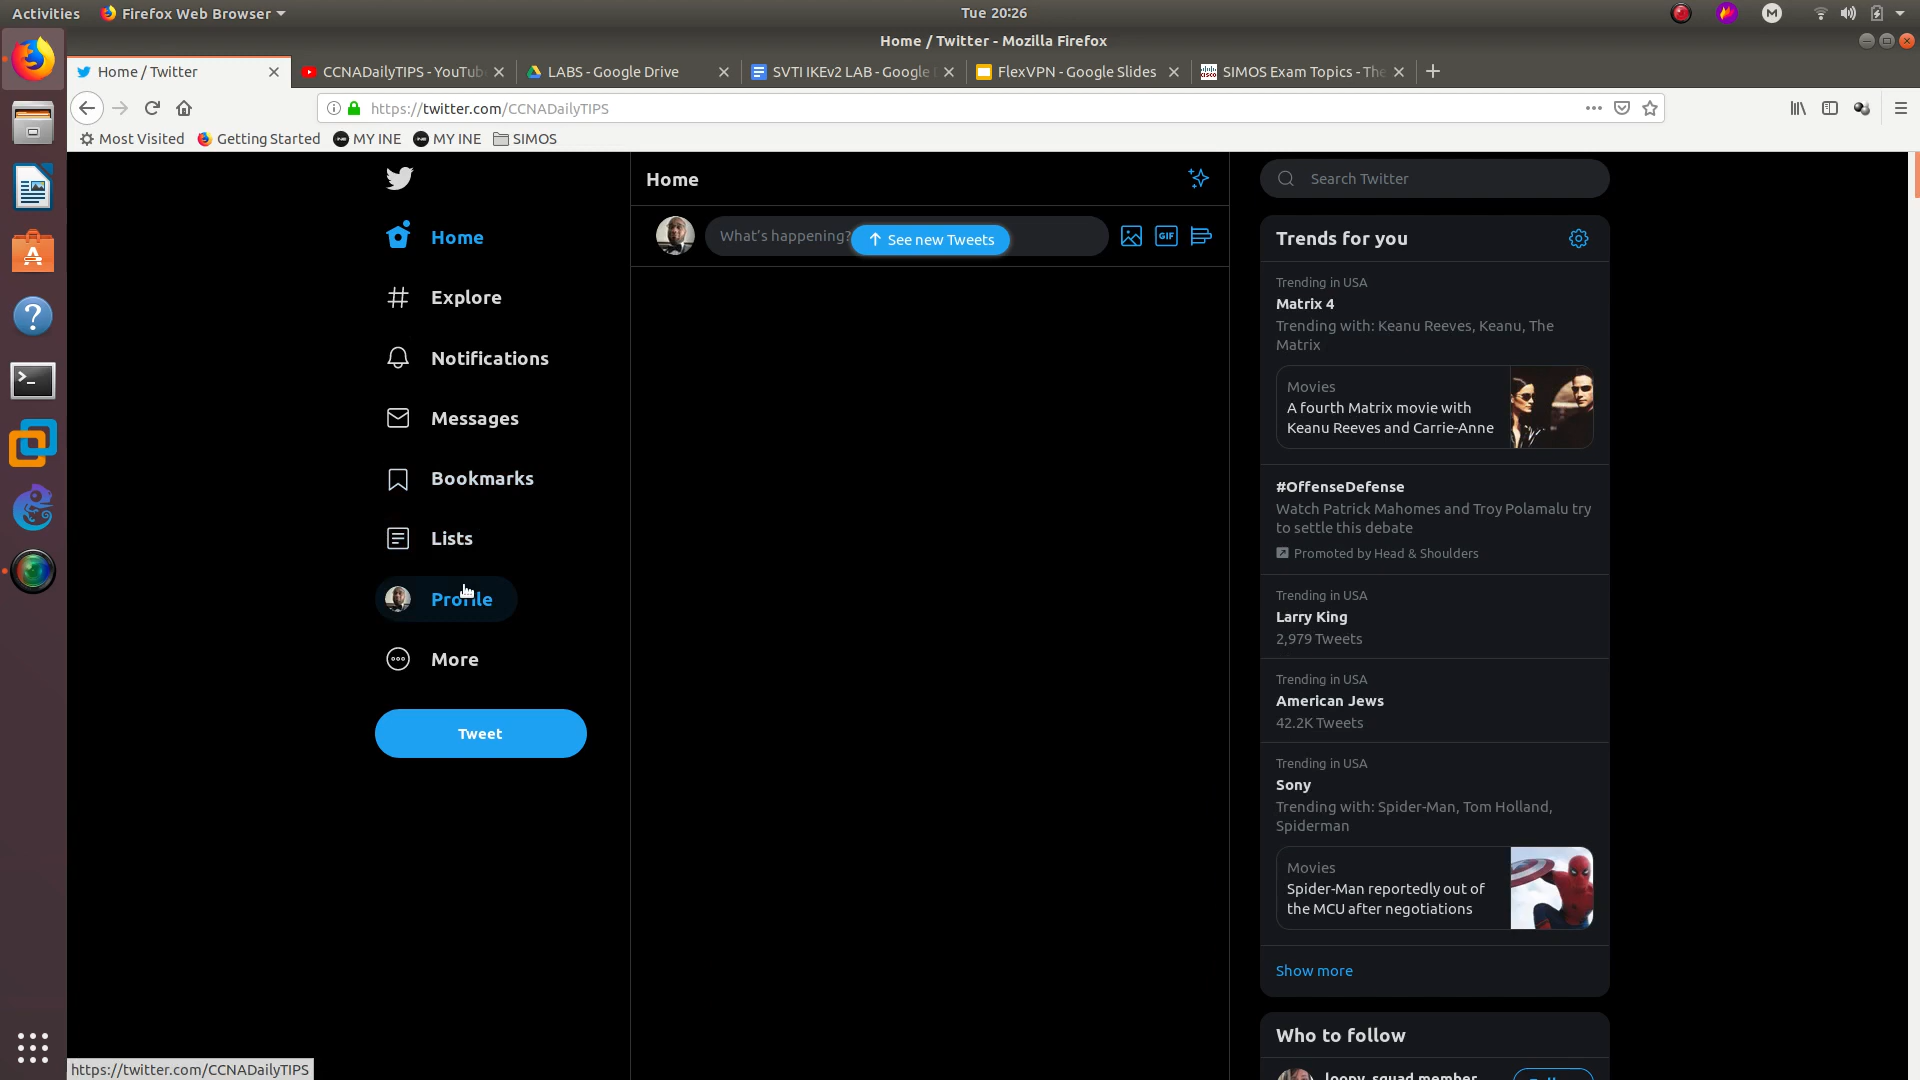 Activities
Firefox Web Browser
Tue 20:26
Home / Twitter - Mozilla Firefox
Home / Twitter
CCNADailyTIPS - YouTub
LABS - Google Drive
SVTI IKEv2 LAB - Google
FlexVPN - Google Slides
SIMOS Exam Topics - The
https://twitter.com/CCNADailyTIPS
Most Visited
Getting Started
MY INE
MY INE
SIMOS
Home
Explore
Notifications
Messages
Bookmarks
Lists
Profile
More
Tweet
Home
What's happening?
See new Tweets
GIF
Search Twitter
Trends for you
Trending in USA
Matrix 4
Trending with: Keanu Reeves, Keanu, The
Matrix
Movies
A fourth Matrix movie with
Keanu Reeves and Carrie-Anne
#OffenseDefense
Watch Patrick Mahomes and Troy Polamalu try
to settle this debate
Promoted by Head & Shoulders
Trending in USA
Larry King
2,979 Tweets
Trending in USA
American Jews
42.2K Tweets
Trending in USA
Sony
Trending with: Spider-Man, Tom Holland,
Spiderman
Movies
Spider-Man reportedly out of
the MCU after negotiations
Show more
Who to follow
loopy squad member
https://twitter.com/CCNADailyTIPS